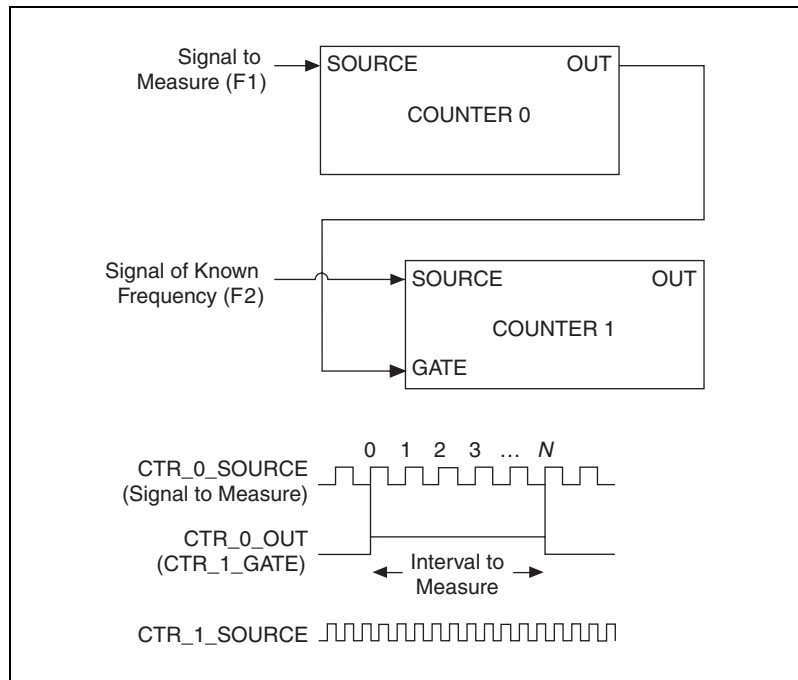 Signal to
Measure (F1)
SOURCE OUT
COUNTER 0
Signal of Known
Frequency (F2)
SOURCE OUT
COUNTER 1
GATE
0 1 2 3 … N
CTR_0_SOURCE
(Signal to Measure)
CTR_0_OUT
(CTR_1_GATE)
Interval to
Measure
CTR_1_SOURCE